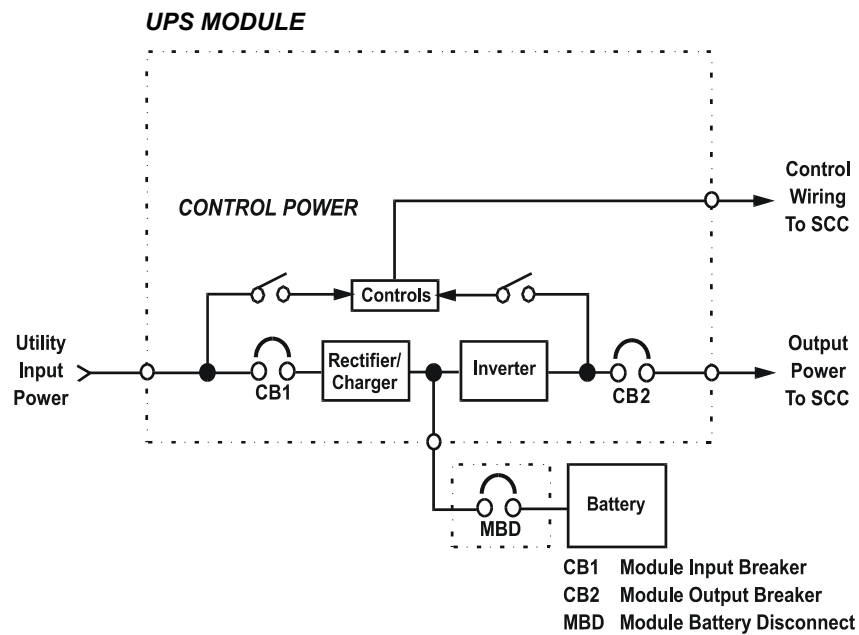 UPS MODULE
Control
Wiring
To SCC
CONTROL POWER
Controls
Utility
Input
Power
CB1
Rectifier/
Charger
Inverter
CB2
Output
Power
To SCC
MBD
Battery
CB1 Module Input Breaker
CB2 Module Output Breaker
MBD Module Battery Disconnect